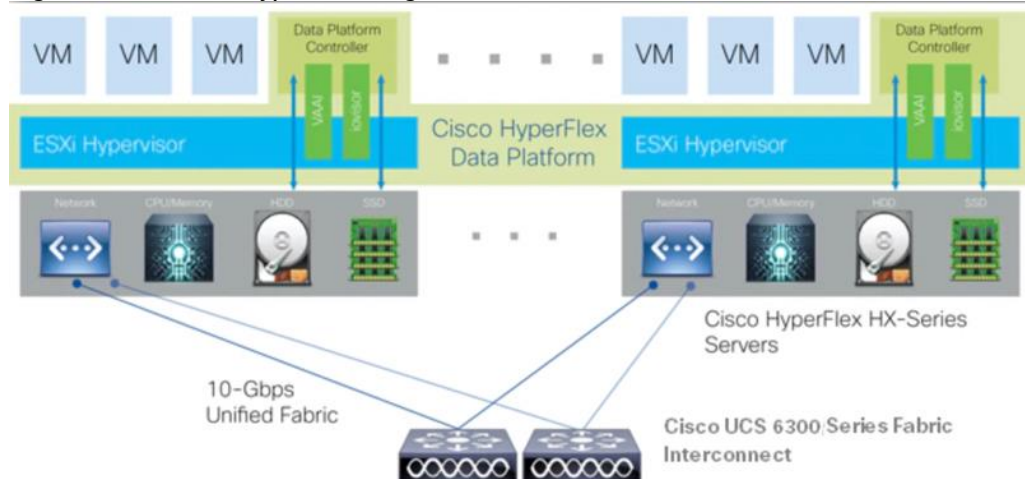 VM
VM
VM
Data Platform
Controller
VAAI
iovisor
ESXi Hypervisor
Cisco HyperFlex
Data Platform
VM
VM
VM
Data Platform
Controller
VAAI
iovisor
ESXi Hypervisor
Network
CPU/Memory
HDD
SSD
Network
CPU/Memory
HDD
SSD
Cisco HyperFlex HX-Series
Servers
10-Gbps
Unified Fabric
Cisco UCS 6300 Series Fabric
Interconnect